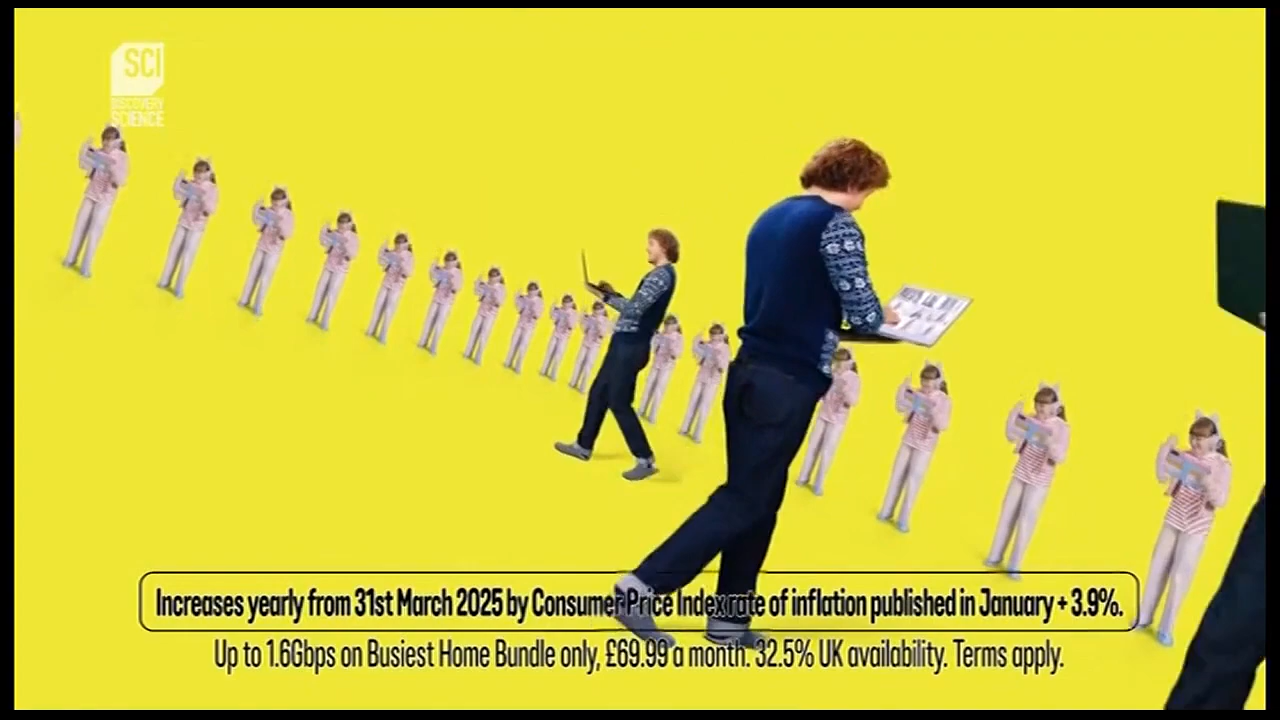 SCI
DISCOVERY
SCIENCE
Increases yearly from 31st March 2025 by Consumer Price Index rate of inflation published in January + 3.9%.
Up to 1.6Gbps on Busiest Home Bundle only, £69.99 a month. 32.5% UK availability. Terms apply.